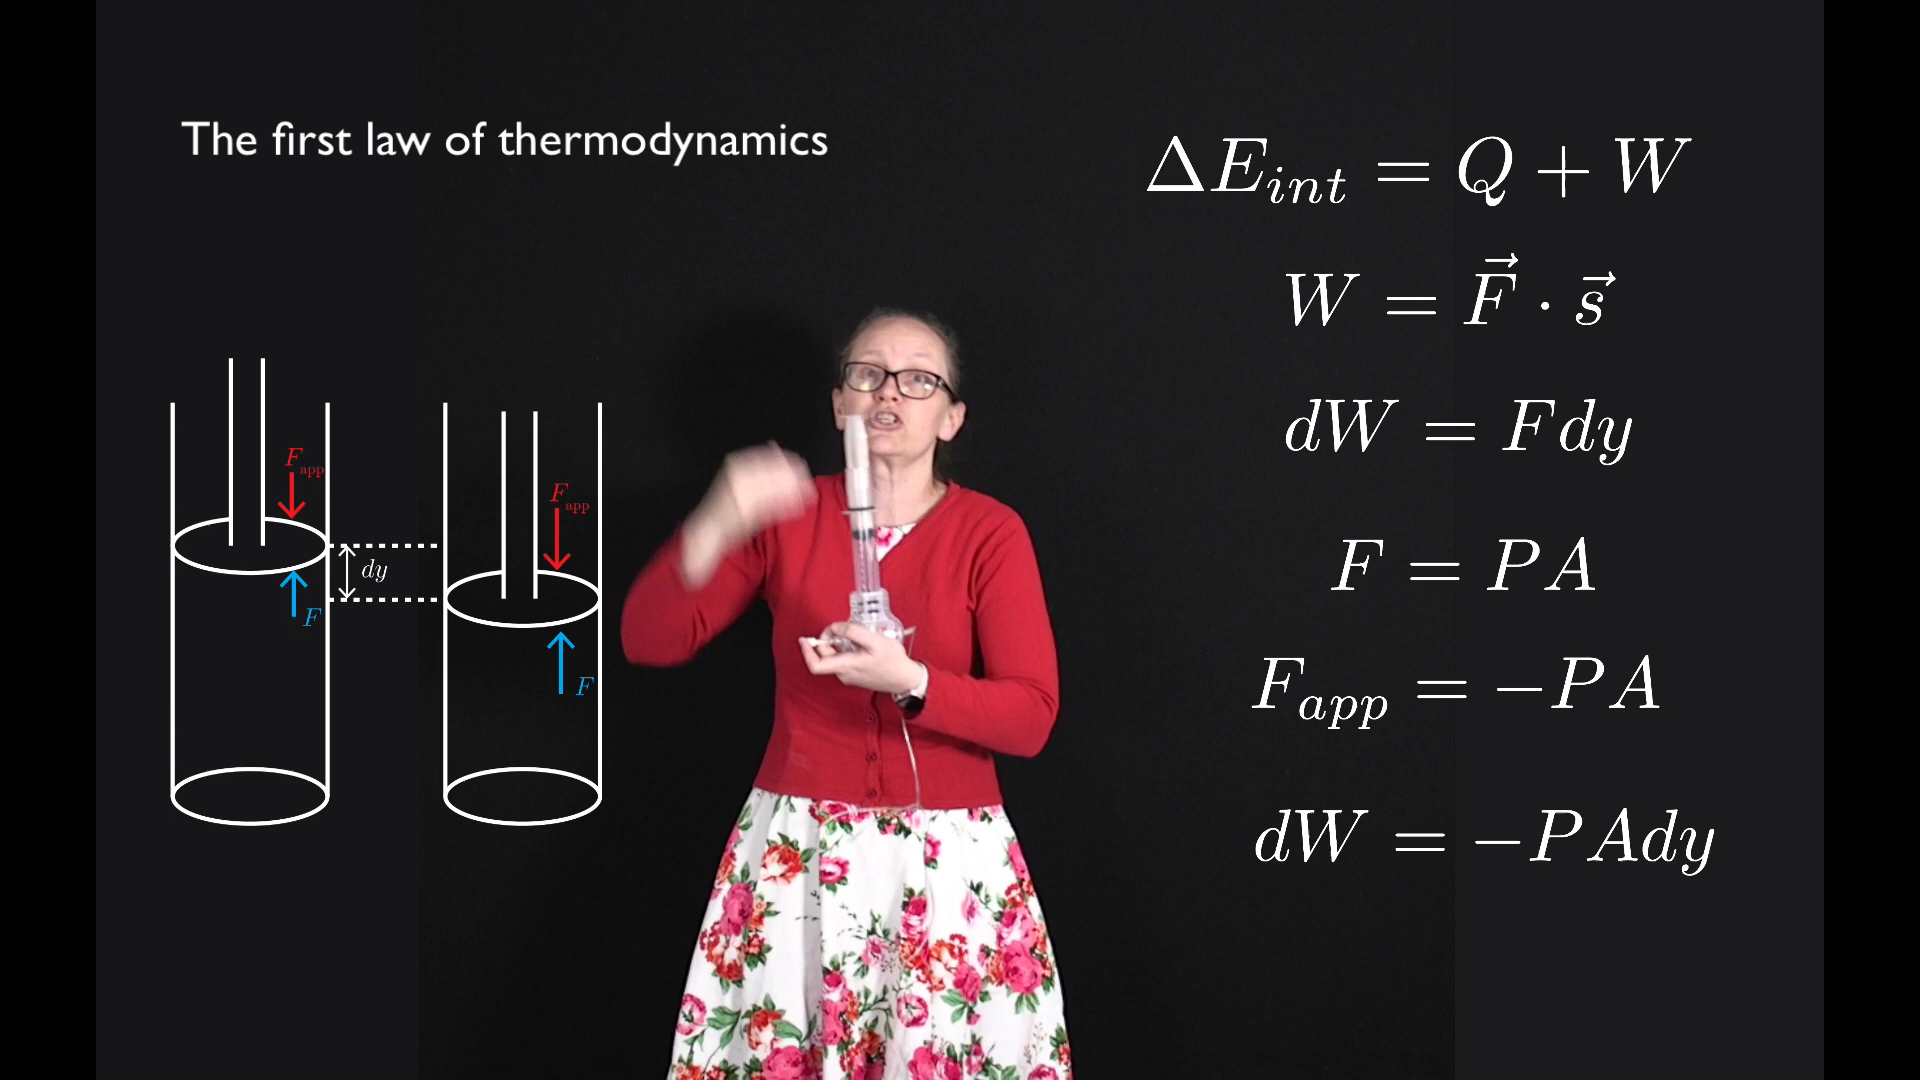 The first law of thermodynamics
ΔE_int = Q + W
W = F⃗ · s⃗
dW = Fdy
F = PA
F_app = −PA
dW = −PAdy
F_app
F_app
dy
F
F